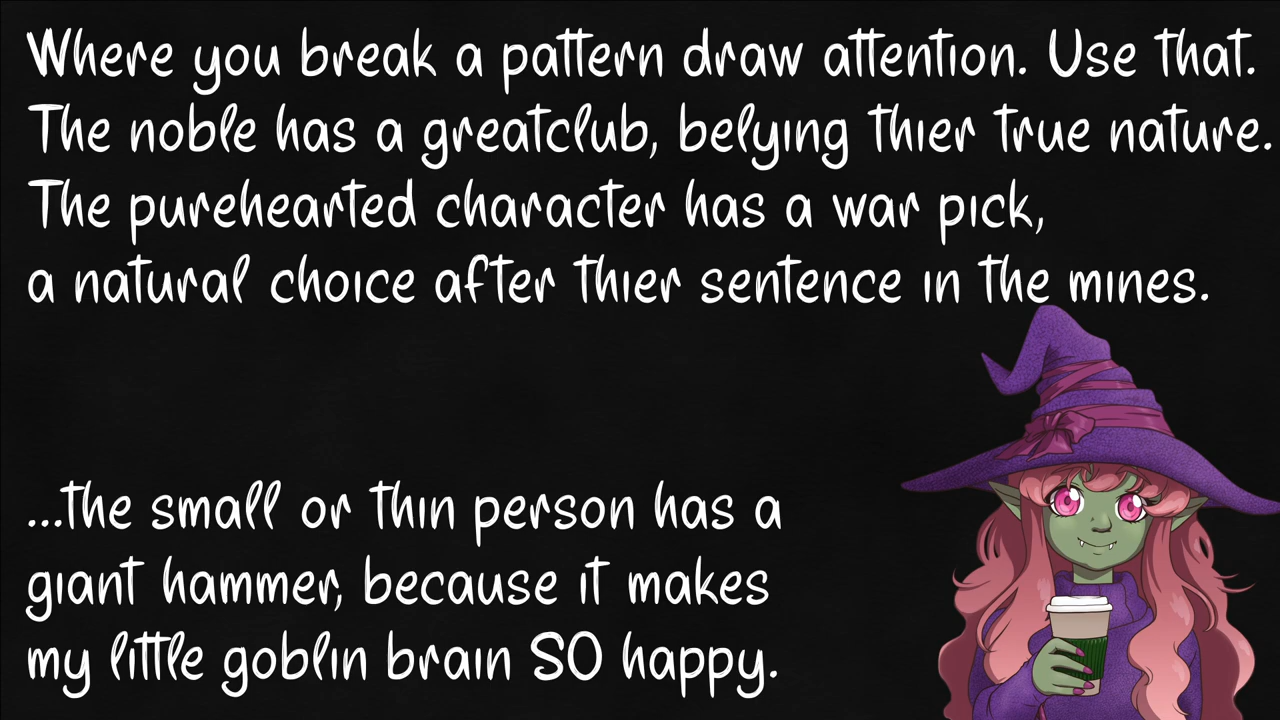 Where you break a pattern draw attention. Use that.
The noble has a greatclub, belying thier true nature.
The purehearted character has a war pick,
a natural choice after thier sentence in the mines.
...the small or thin person has a
giant hammer, because it makes
my little goblin brain SO happy.